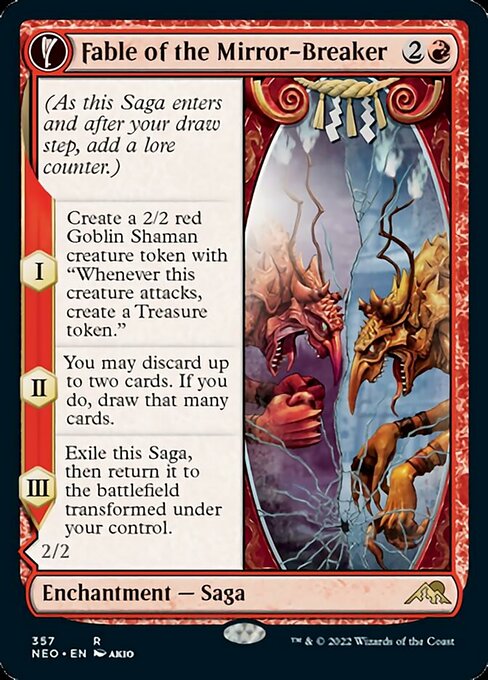 Fable of the Mirror-Breaker 2
(As this Saga enters
and after your draw
step, add a lore
counter.)
I
Create a 2/2 red
Goblin Shaman
creature token with
“Whenever this
creature attacks,
create a Treasure
token.”
II
You may discard up
to two cards. If you
do, draw that many
cards.
III
Exile this Saga,
then return it to
the battlefield
transformed under
your control.
2/2
Enchantment — Saga
357 R
NEO • EN AKIO
™ & © 2022 Wizards of the Coast